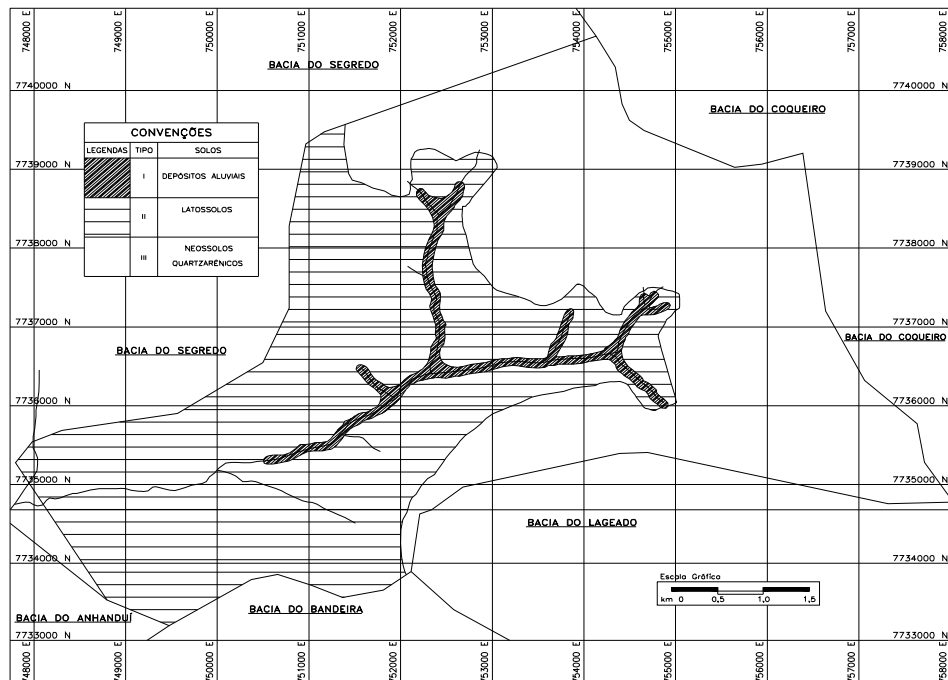 748000 E 749000 E 750000 E 751000 E 752000 E 753000 E 754000 E 755000 E 756000 E 757000 E 758000 E
BACIA DO SEGREDO
7740000 N 7740000 N
BACIA DO COQUEIRO
CONVENÇÕES
LEGENDAS TIPO SOLOS
I DEPÓSITOS ALUVIAIS
II LATOSSOLOS
III NEOSSOLOS
QUARTZARÊNICOS
7739000 N 7739000 N
7738000 N 7738000 N
7737000 N 7737000 N
BACIA DO COQUEIRO
BACIA DO SEGREDO
7736000 N 7736000 N
7735000 N 7735000 N
BACIA DO LAGEADO
7734000 N 7734000 N
Escala Gráfica
km 0 0,5 1,0 1,5
BACIA DO BANDEIRA
BACIA DO ANHANDUÍ
7733000 N 7733000 N
748000 E 749000 E 750000 E 751000 E 752000 E 753000 E 754000 E 755000 E 756000 E 757000 E 758000 E